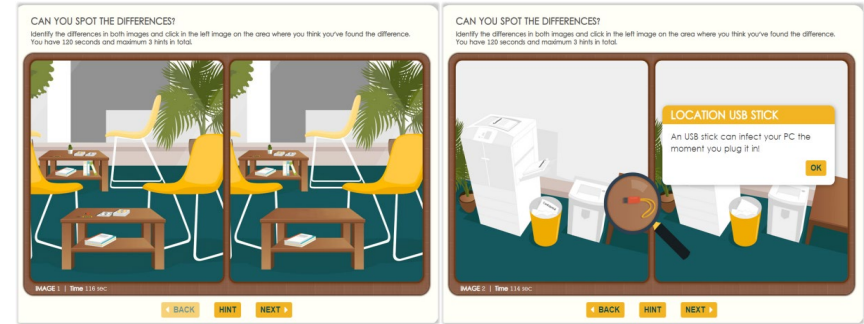 CAN YOU SPOT THE DIFFERENCES?
Identify the differences in both images and click in the left image on the area where you think you've found the difference.
You have 120 seconds and maximum 3 hints in total.
IMAGE 1 | Time 116 sec
BACK
HINT
NEXT
CAN YOU SPOT THE DIFFERENCES?
Identify the differences in both images and click in the left image on the area where you think you've found the difference.
You have 120 seconds and maximum 3 hints in total.
LOCATION USB STICK
An USB stick can infect your PC the
moment you plug it in!
OK
IMAGE 2 | Time 114 sec
BACK
HINT
NEXT